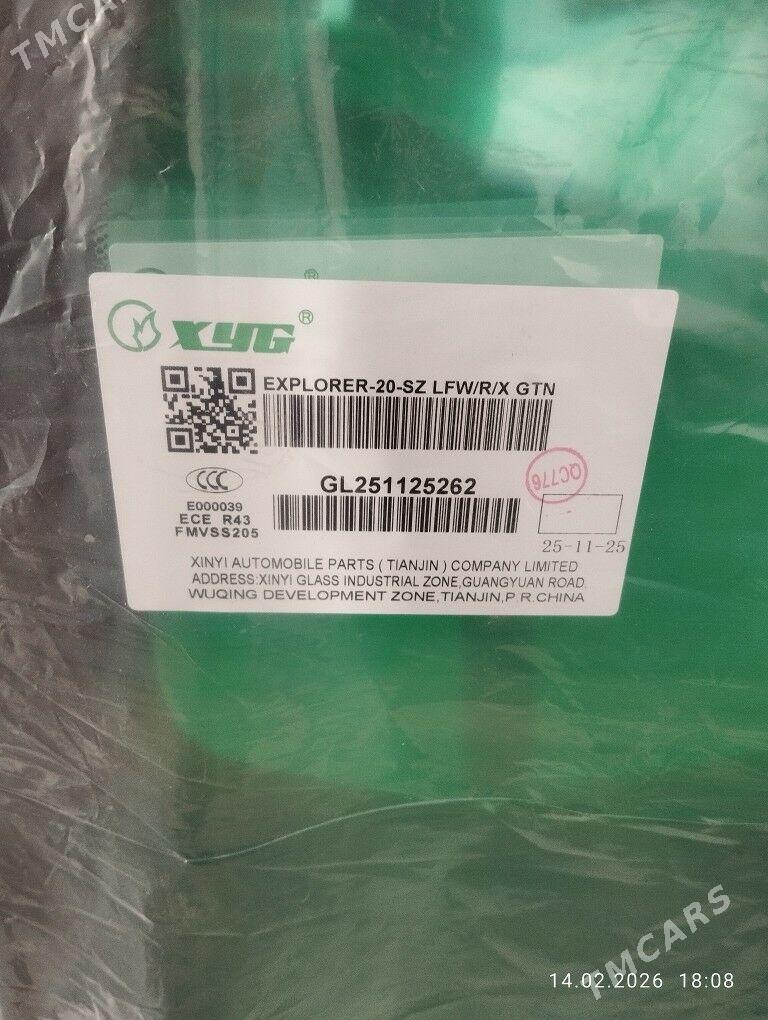 TMCARS
®
XYG®
EXPLORER-20-SZ LFW/R/X GTN
CCC
GL251125262
QC776
E000039
ECE R43
FMVSS205
25-11-25
XINYI AUTOMOBILE PARTS ( TIANJIN ) COMPANY LIMITED
ADDRESS:XINYI GLASS INDUSTRIAL ZONE,GUANGYUAN ROAD.
WUQING DEVELOPMENT ZONE,TIANJIN,P.R.CHINA
TMCARS
14.02.2026 18:08